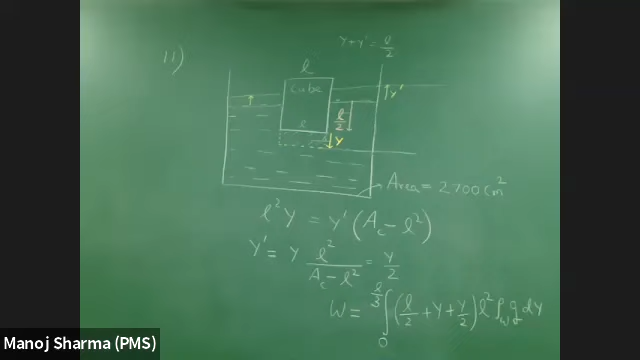 11)
Y + Y' = l/2
l
Cube
Y'
l/2
l
Y
Area = 2700 cm²
l²Y = Y'(A_c - l²)
Y' = Y l²/(A_c - l²) = Y/2
W = ∫₀^(l/3) (l/2 + Y + Y/2) l² ρ_w g dY
Manoj Sharma (PMS)